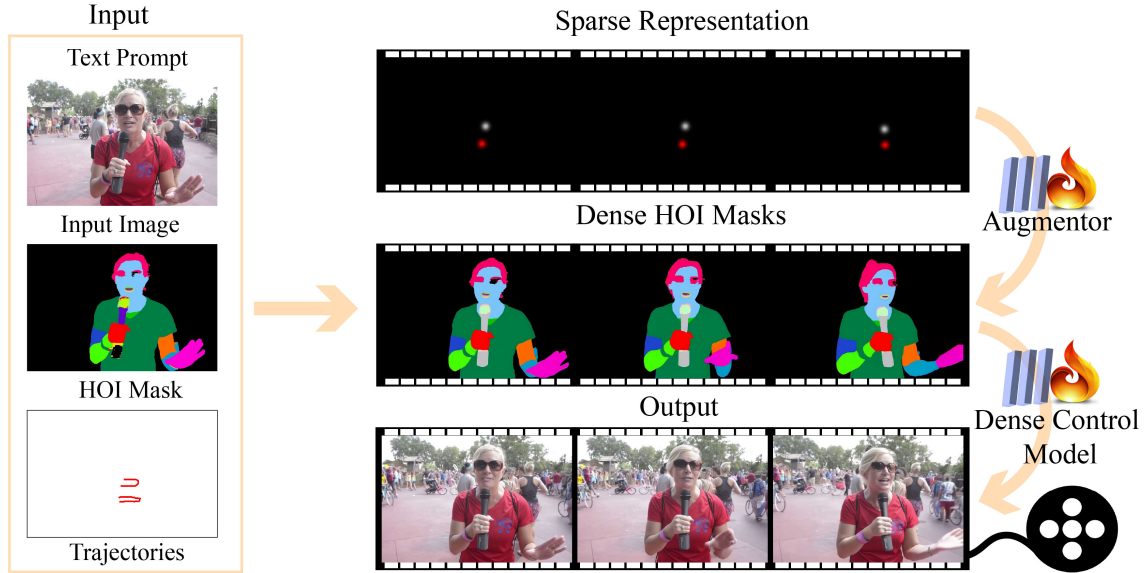 Input
Text Prompt
Input Image
HOI Mask
Trajectories
Sparse Representation
Dense HOI Masks
Output
Augmentor
Dense Control
Model